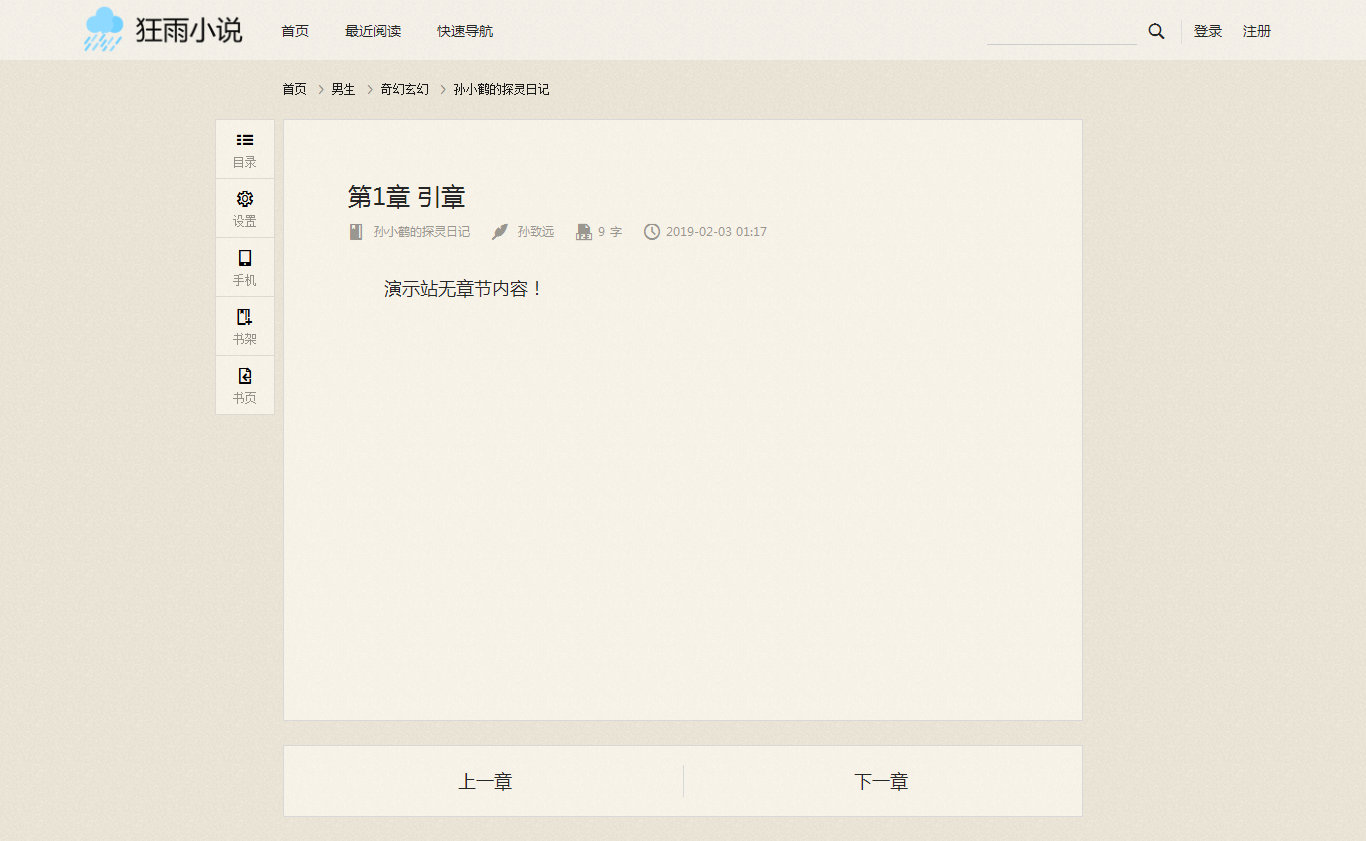 狂雨小说 首页 最近阅读 快速导航 登录 注册
首页 > 男生 > 奇幻玄幻 > 孙小鹤的探灵日记
目录
设置
手机
书架
书页
第1章 引章
孙小鹤的探灵日记 孙致远 9 字 2019-02-03 01:17
演示站无章节内容！
上一章 下一章